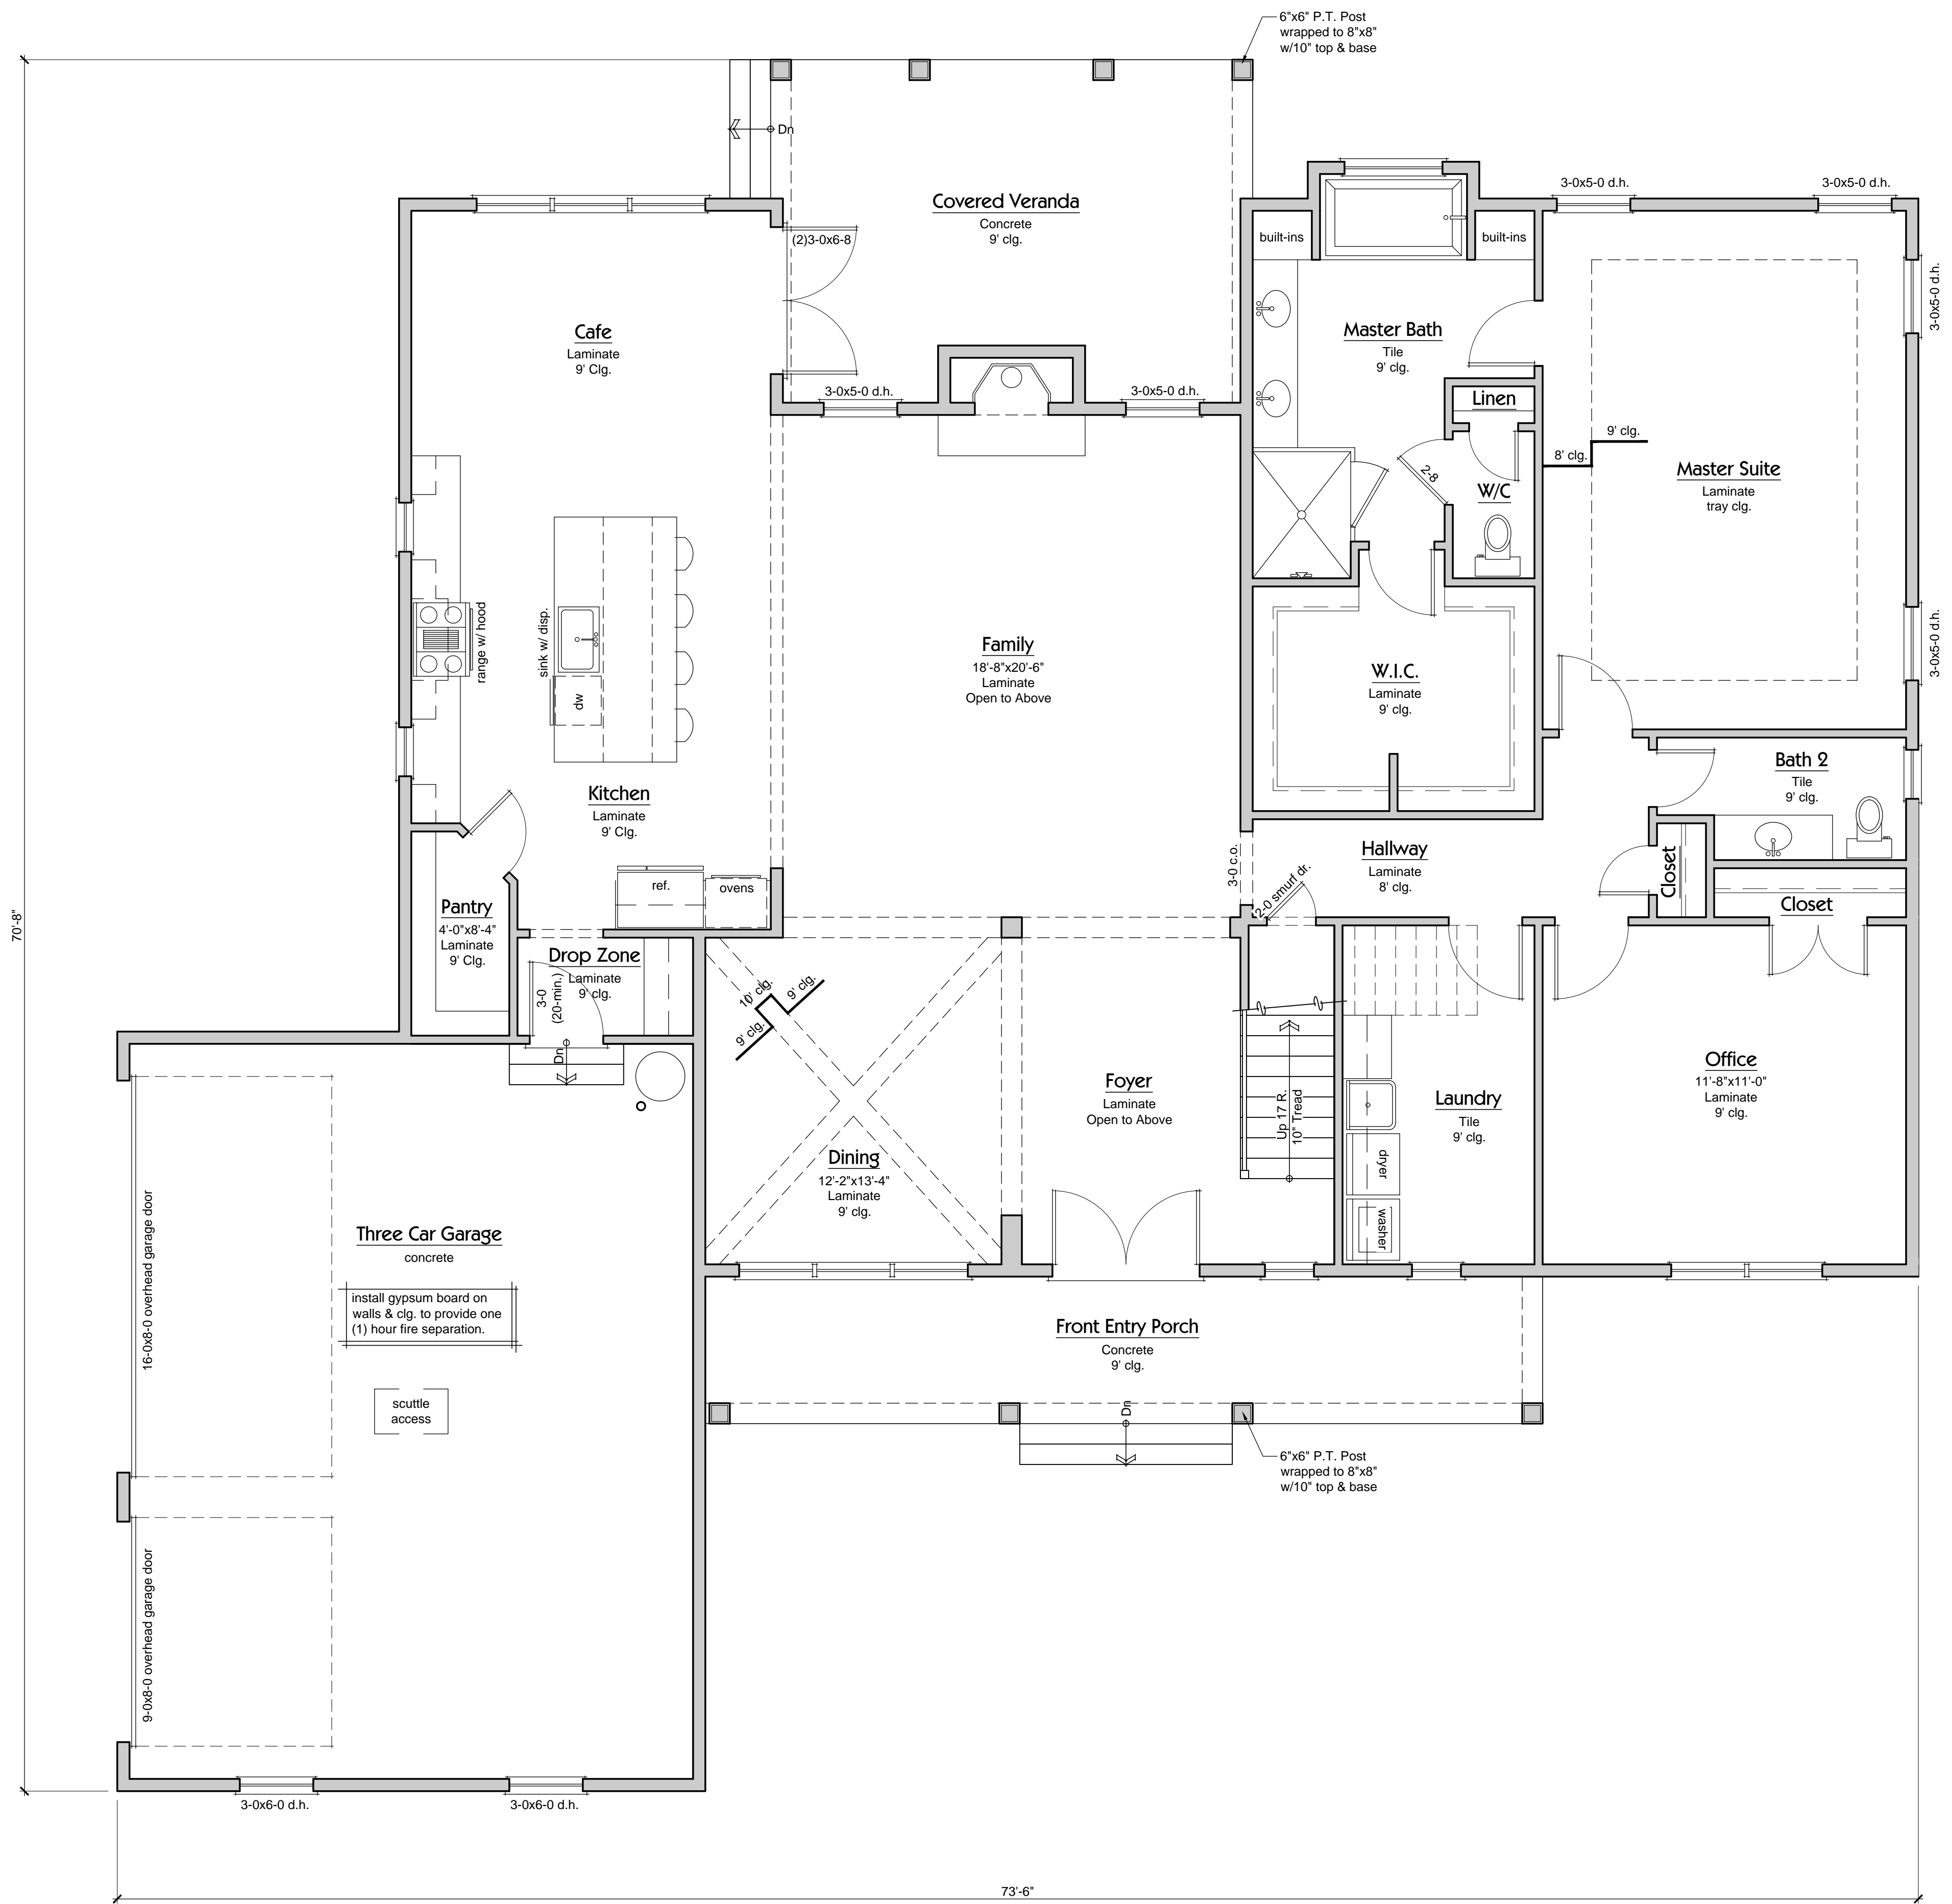 6"x6" P.T. Post
wrapped to 8"x8"
w/10" top & base
Dn
Covered Veranda
Concrete
9' clg.
(2)3-0x6-8
3-0x5-0 d.h.
3-0x5-0 d.h.
built-ins
built-ins
3-0x5-0 d.h.
3-0x5-0 d.h.
3-0x5-0 d.h.
Cafe
Laminate
9' Clg.
Master Bath
Tile
9' clg.
Linen
2-8
W/C
9' clg.
8' clg.
Master Suite
Laminate
tray clg.
3-0x5-0 d.h.
range w/ hood
sink w/ disp.
dw
Family
18'-8"x20'-6"
Laminate
Open to Above
W.I.C.
Laminate
9' clg.
Kitchen
Laminate
9' Clg.
Bath 2
Tile
9' clg.
Hallway
Laminate
8' clg.
3-0 c.o.
2-0 smurf dr.
Closet
Closet
ref.
ovens
Pantry
4'-0"x8'-4"
Laminate
9' Clg.
70'-8"
Drop Zone
Laminate
9' clg.
3-0
(20-min.)
Dn
10' clg.
9' clg.
9' clg.
Foyer
Laminate
Open to Above
Up 17 R.
10" Tread
Laundry
Tile
9' clg.
dryer
washer
Office
11'-8"x11'-0"
Laminate
9' clg.
Dining
12'-2"x13'-4"
Laminate
9' clg.
16-0x8-0 overhead garage door
Three Car Garage
concrete
install gypsum board on
walls & clg. to provide one
(1) hour fire separation.
scuttle
access
Front Entry Porch
Concrete
9' clg.
Dn
6"x6" P.T. Post
wrapped to 8"x8"
w/10" top & base
9-0x8-0 overhead garage door
3-0x6-0 d.h.
3-0x6-0 d.h.
73'-6"